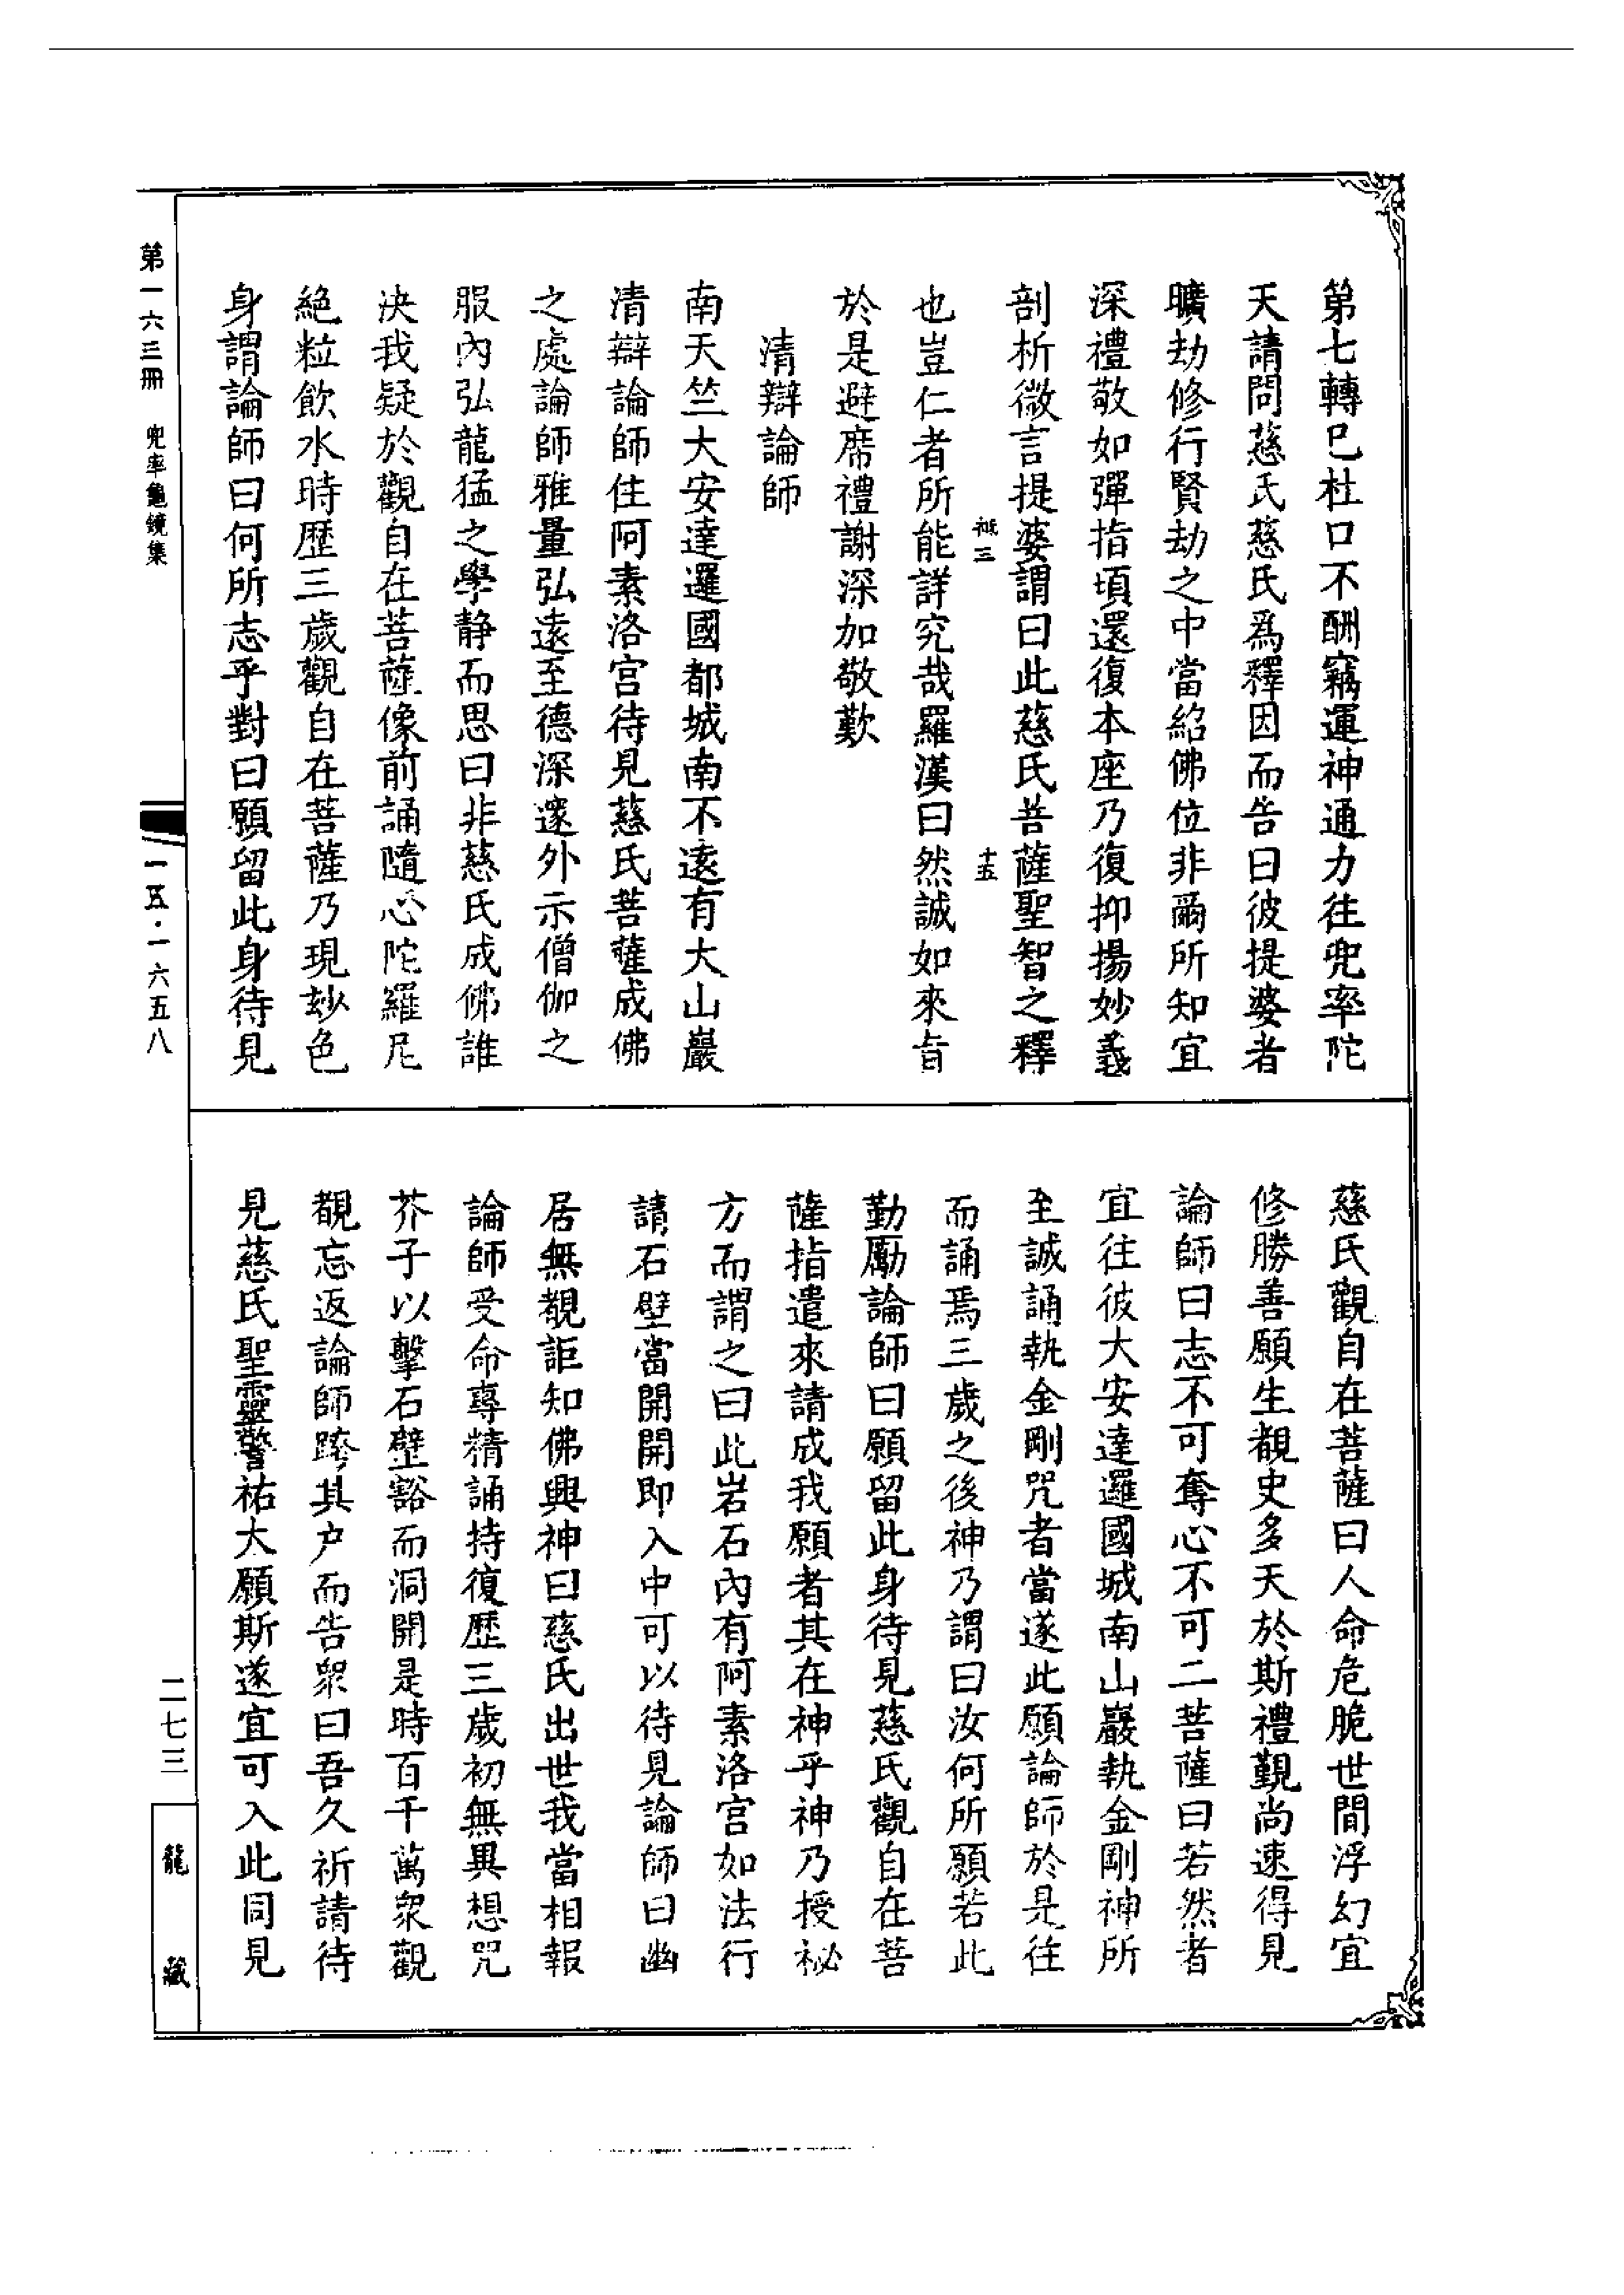 第七轉已杜口不酬竊運神通力往兜率陀
天請問慈氏慈氏爲釋因而告曰彼提婆者
曠劫修行賢劫之中當紹佛位非爾所知宜
深禮敬如彈指頃還復本座乃復抑揚妙義
剖析微言提婆謂曰此慈氏菩薩聖智之釋
祇三 十五
也豈仁者所能詳究哉羅漢曰然誠如來旨
於是避席禮謝深加敬歎
清辯論師
南天竺大安達邏國都城南不遠有大山巖
清辯論師住阿素洛宫待見慈氏菩薩成佛
之處論師雅量弘遠至德深邃外示僧伽之
服內弘龍猛之學静而思曰非慈氏成佛誰
決我疑於觀自在菩薩像前誦隨心陀羅尼
絕粒飲水時歷三歲觀自在菩薩乃現玅色
身謂論師曰何所志乎對曰願留此身待見
慈氏觀自在菩薩曰人命危脆世間浮幻宜
修勝善願生覩史多天於斯禮覲尚速得見
論師曰志不可奪心不可二菩薩曰若然者
宜往彼大安達邏國城南山巖執金剛神所
至誠誦執金剛咒者當遂此願論師於是往
而誦焉三歲之後神乃謂曰汝何所願若此
勤勵論師曰願留此身待見慈氏觀自在菩
薩指遣來請成我願者其在神乎神乃授祕
方而謂之曰此岩石內有阿素洛宫如法行
請石壁當開開即入中可以待見論師曰幽
居無覩詎知佛興神曰慈氏出世我當相報
論師受命專精誦持復歷三歲初無異想咒
芥子以擊石壁豁而洞開是時百千萬眾觀
覩忘返論師跨其户而告眾曰吾久祈請待
見慈氏聖靈警祐大願斯遂宜可入此同見
第一六三冊 兜率龜鏡集
一五·一六五八
二七三
龍藏